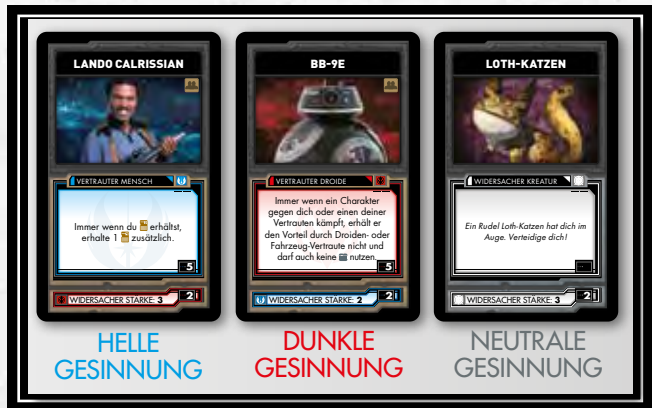 LANDO CALRISSIAN
VERTRAUTER MENSCH
Immer wenn du erhältst,
erhalte 1 zusätzlich.
5
WIDERSACHER STÄRKE: 3
2
HELLE
GESINNUNG
BB-9E
VERTRAUTER DROIDE
Immer wenn ein Charakter
gegen dich oder einen deiner
Vertrauten kämpft, erhält er
den Vorteil durch Droiden- oder
Fahrzeug-Vertraute nicht und
darf auch keine nutzen.
5
WIDERSACHER STÄRKE: 2
2
DUNKLE
GESINNUNG
LOTH-KATZEN
WIDERSACHER KREATUR
Ein Rudel Loth-Katzen hat dich im
Auge. Verteidige dich!
WIDERSACHER STÄRKE: 3
2
NEUTRALE
GESINNUNG